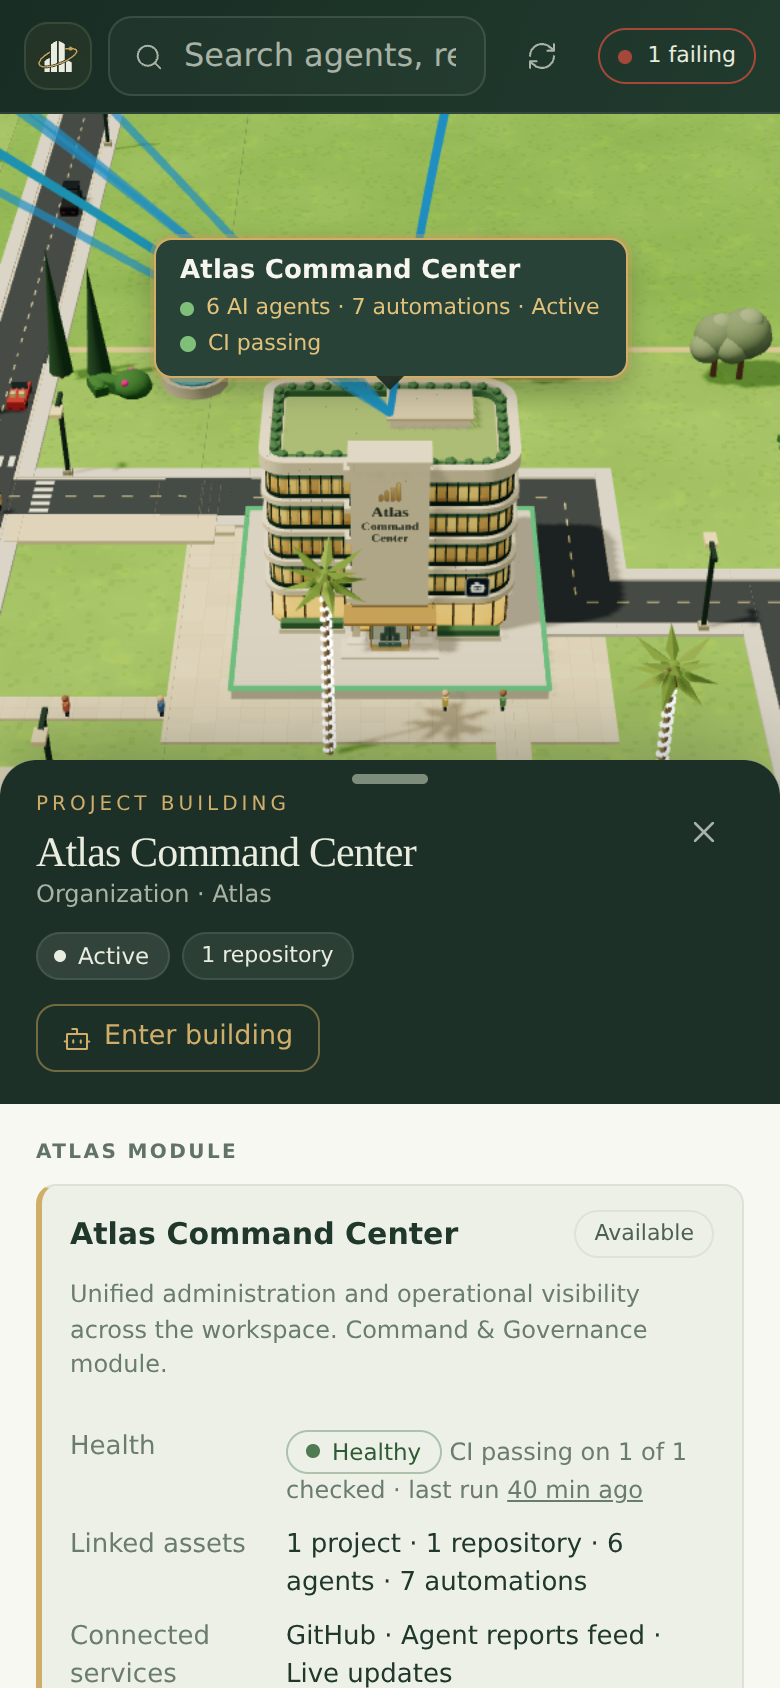 Search agents, re
1 failing
Atlas Command Center
6 AI agents · 7 automations · Active
CI passing
Atlas
Command
Center
PROJECT BUILDING
Atlas Command Center
Organization · Atlas
Active
1 repository
Enter building
ATLAS MODULE
Atlas Command Center
Available
Unified administration and operational visibility
across the workspace. Command & Governance
module.
Health
Healthy CI passing on 1 of 1
checked · last run 40 min ago
Linked assets
1 project · 1 repository · 6
agents · 7 automations
Connected
services
GitHub · Agent reports feed ·
Live updates